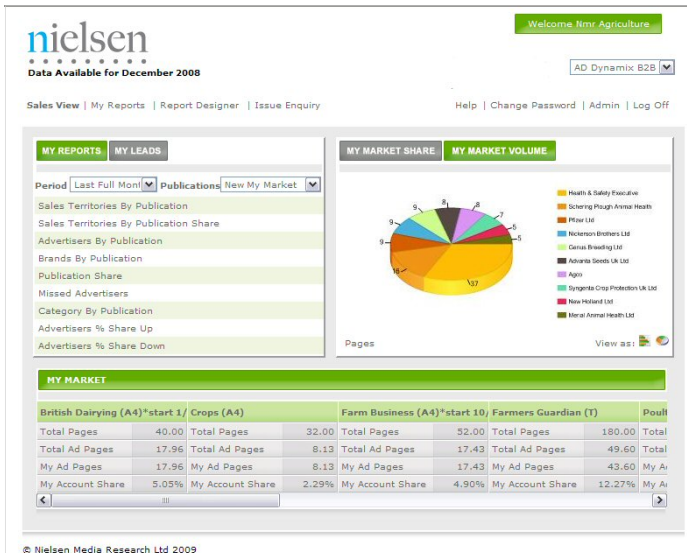 nielsen
Welcome Nmr Agriculture
Data Available for December 2008
AD Dynamix B2B
Sales View | My Reports | Report Designer | Issue Enquiry
Help | Change Password | Admin | Log Off
MY REPORTS MY LEADS
Period Last Full Mont Publications New My Market
Sales Territories By Publication
Sales Territories By Publication Share
Advertisers By Publication
Brands By Publication
Publication Share
Missed Advertisers
Category By Publication
Advertisers % Share Up
Advertisers % Share Down
MY MARKET SHARE MY MARKET VOLUME
9 8 8 7 5 5 37 16 9 9
Health & Safety Executive
Schering Plough Animal Health
Pfizer Ltd
Nickerson Brothers Ltd
Genus Breeding Ltd
Advanta Seeds Uk Ltd
Agco
Syngenta Crop Protection Uk Ltd
New Holland Ltd
Merial Animal Health Ltd
Pages
View as:
MY MARKET
British Dairying (A4)*start 1/ Crops (A4) Farm Business (A4)*start 10/ Farmers Guardian (T) Poult
Total Pages 40.00 Total Pages 32.00 Total Pages 52.00 Total Pages 180.00 Total
Total Ad Pages 17.96 Total Ad Pages 8.13 Total Ad Pages 17.43 Total Ad Pages 49.60 Total
My Ad Pages 17.96 My Ad Pages 8.13 My Ad Pages 17.43 My Ad Pages 43.60 My A
My Account Share 5.05% My Account Share 2.29% My Account Share 4.90% My Account Share 12.27% My A
© Nielsen Media Research Ltd 2009